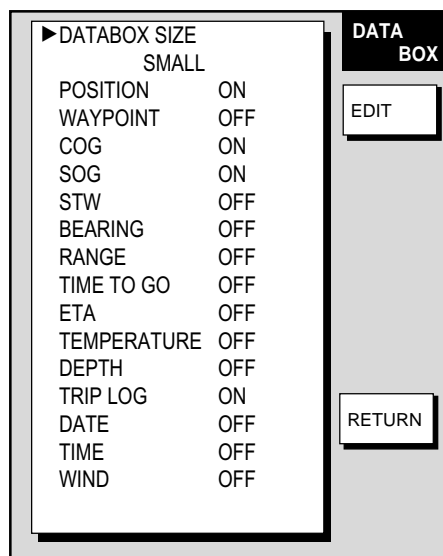 ▶DATABOX SIZE
SMALL
POSITION ON
WAYPOINT OFF
COG ON
SOG ON
STW OFF
BEARING OFF
RANGE OFF
TIME TO GO OFF
ETA OFF
TEMPERATURE OFF
DEPTH OFF
TRIP LOG ON
DATE OFF
TIME OFF
WIND OFF
DATA
BOX
EDIT
RETURN